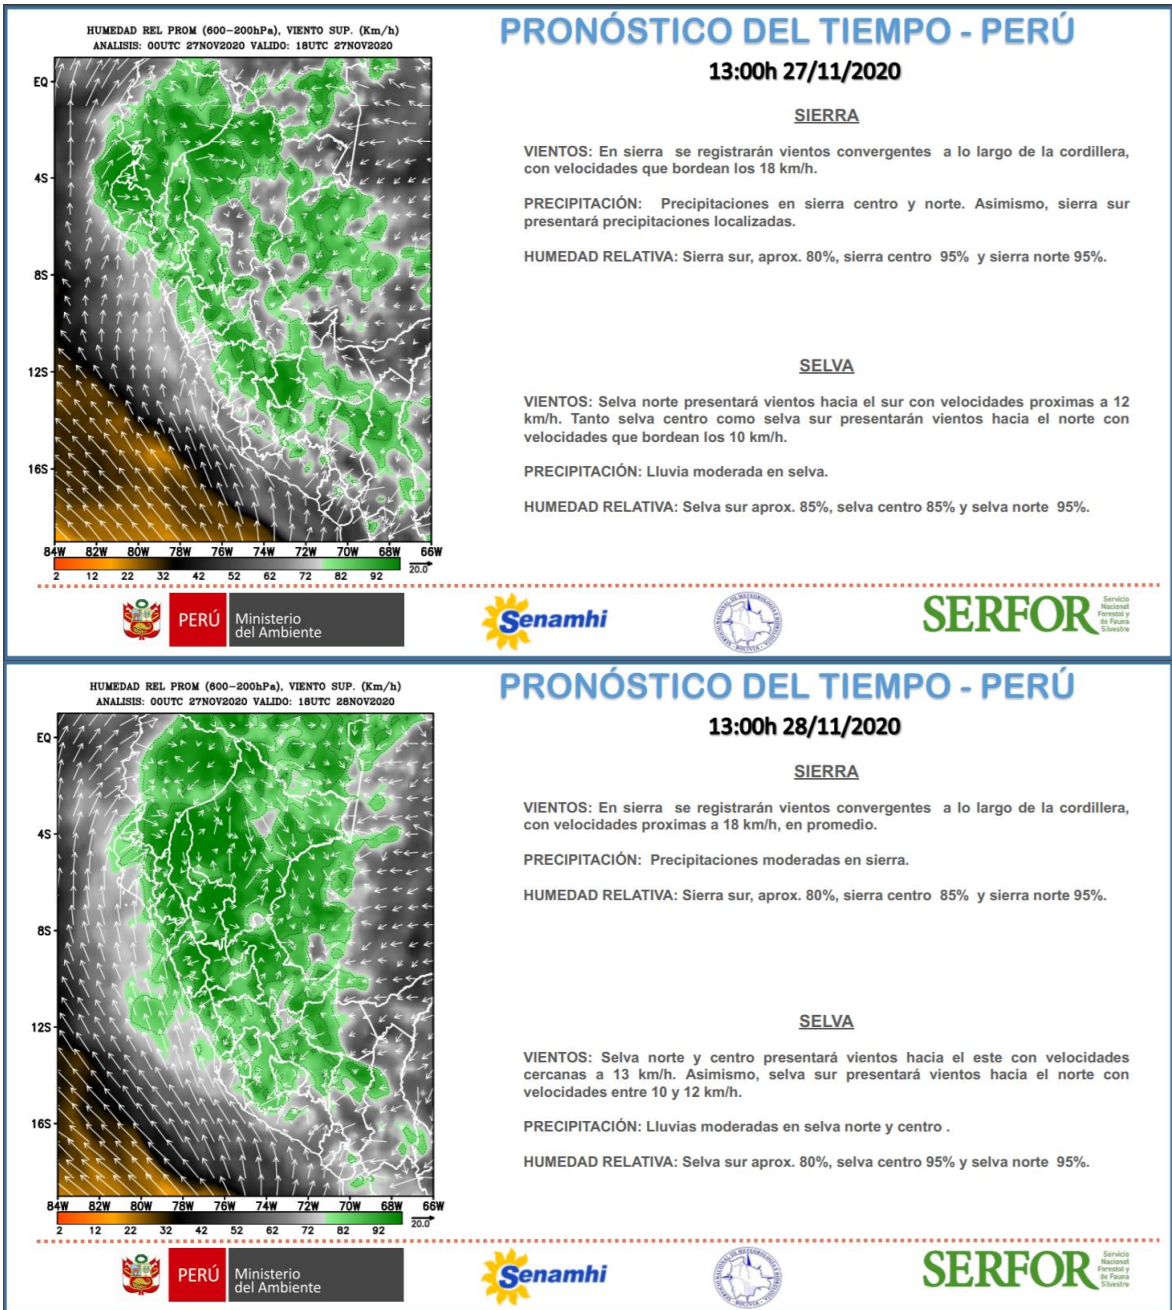 HUMEDAD REL PROM (600-200hPa), VIENTO SUP. (Km/h)
ANALISIS: 00UTC 27NOV2020 VALIDO: 18UTC 27NOV2020
EQ
4S
8S
12S
16S
84W 82W 80W 78W 76W 74W 72W 70W 68W 66W
2 12 22 32 42 52 62 72 82 92 20.0
PRONÓSTICO DEL TIEMPO - PERÚ
13:00h 27/11/2020
SIERRA
VIENTOS: En sierra se registrarán vientos convergentes a lo largo de la cordillera,
con velocidades que bordean los 18 km/h.
PRECIPITACIÓN: Precipitaciones en sierra centro y norte. Asimismo, sierra sur
presentará precipitaciones localizadas.
HUMEDAD RELATIVA: Sierra sur, aprox. 80%, sierra centro 95% y sierra norte 95%.
SELVA
VIENTOS: Selva norte presentará vientos hacia el sur con velocidades proximas a 12
km/h. Tanto selva centro como selva sur presentarán vientos hacia el norte con
velocidades que bordean los 10 km/h.
PRECIPITACIÓN: Lluvia moderada en selva.
HUMEDAD RELATIVA: Selva sur aprox. 85%, selva centro 85% y selva norte 95%.
PERÚ
Ministerio
del Ambiente
Senamhi
SERFOR
Servicio
Nacional
Forestal y
de Fauna
Silvestre
HUMEDAD REL PROM (600-200hPa), VIENTO SUP. (Km/h)
ANALISIS: 00UTC 27NOV2020 VALIDO: 18UTC 28NOV2020
EQ
4S
8S
12S
16S
84W 82W 80W 78W 76W 74W 72W 70W 68W 66W
2 12 22 32 42 52 62 72 82 92 20.0
PRONÓSTICO DEL TIEMPO - PERÚ
13:00h 28/11/2020
SIERRA
VIENTOS: En sierra se registrarán vientos convergentes a lo largo de la cordillera,
con velocidades proximas a 18 km/h, en promedio.
PRECIPITACIÓN: Precipitaciones moderadas en sierra.
HUMEDAD RELATIVA: Sierra sur, aprox. 80%, sierra centro 85% y sierra norte 95%.
SELVA
VIENTOS: Selva norte y centro presentará vientos hacia el este con velocidades
cercanas a 13 km/h. Asimismo, selva sur presentará vientos hacia el norte con
velocidades entre 10 y 12 km/h.
PRECIPITACIÓN: Lluvias moderadas en selva norte y centro .
HUMEDAD RELATIVA: Selva sur aprox. 80%, selva centro 95% y selva norte 95%.
PERÚ
Ministerio
del Ambiente
Senamhi
SERFOR
Servicio
Nacional
Forestal y
de Fauna
Silvestre